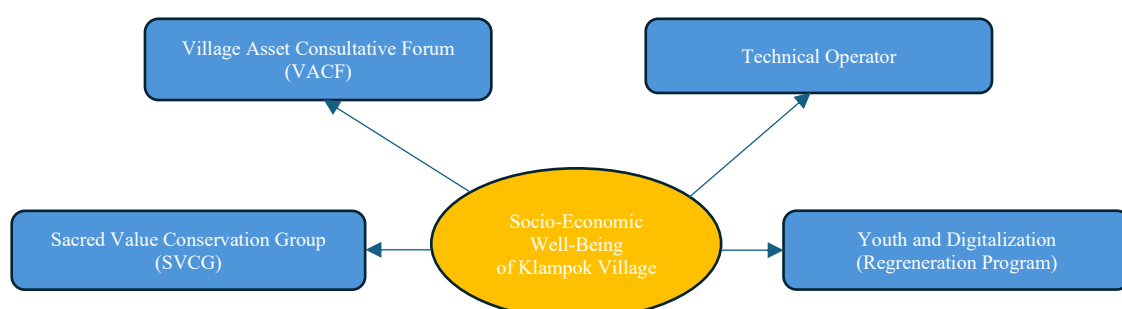 Village Asset Consultative Forum
(VACF)
Technical Operator
Sacred Value Conservation Group
(SVCG)
Socio-Economic
Well-Being
of Klampok Village
Youth and Digitalization
(Regreneration Program)